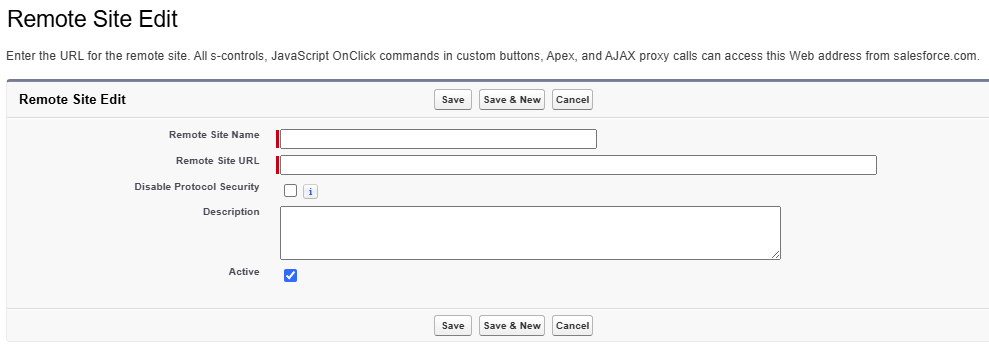 Remote Site Edit
Enter the URL for the remote site. All s-controls, JavaScript OnClick commands in custom buttons, Apex, and AJAX proxy calls can access this Web address from salesforce.com.
Remote Site Edit Save Save & New Cancel
Remote Site Name
Remote Site URL
Disable Protocol Security i
Description
Active
Save Save & New Cancel